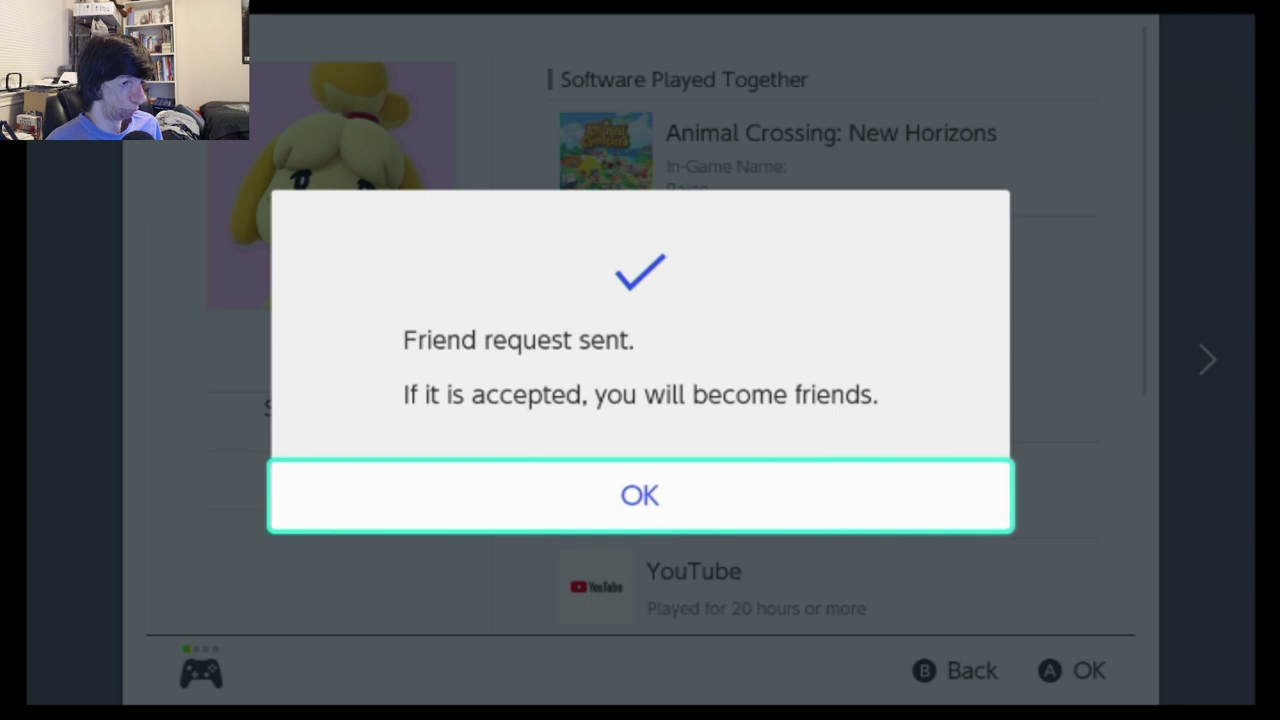 Software Played Together
Animal Crossing: New Horizons
In-Game Name:
Friend request sent.
If it is accepted, you will become friends.
OK
YouTube
YouTube
Played for 20 hours or more
B Back
A OK